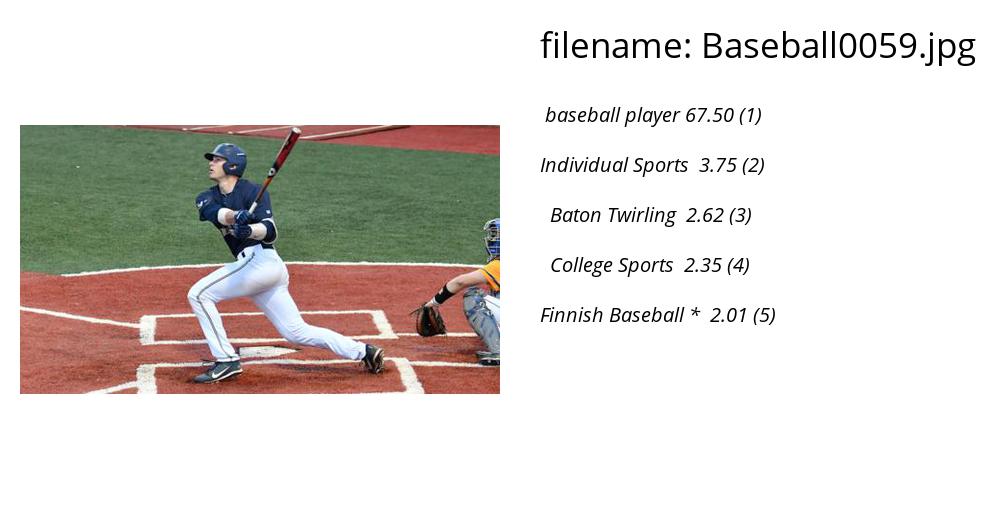 filename: Baseball0059.jpg
baseball player 67.50 (1)
Individual Sports 3.75 (2)
Baton Twirling 2.62 (3)
College Sports 2.35 (4)
Finnish Baseball * 2.01 (5)